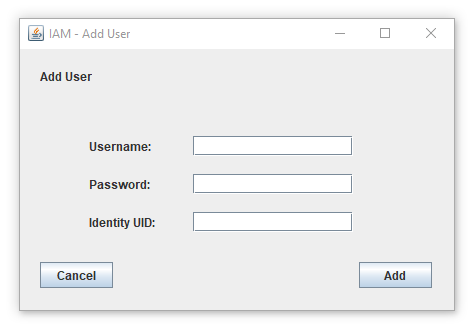 IAM - Add User
Add User
Username:
Password:
Identity UID:
Cancel Add